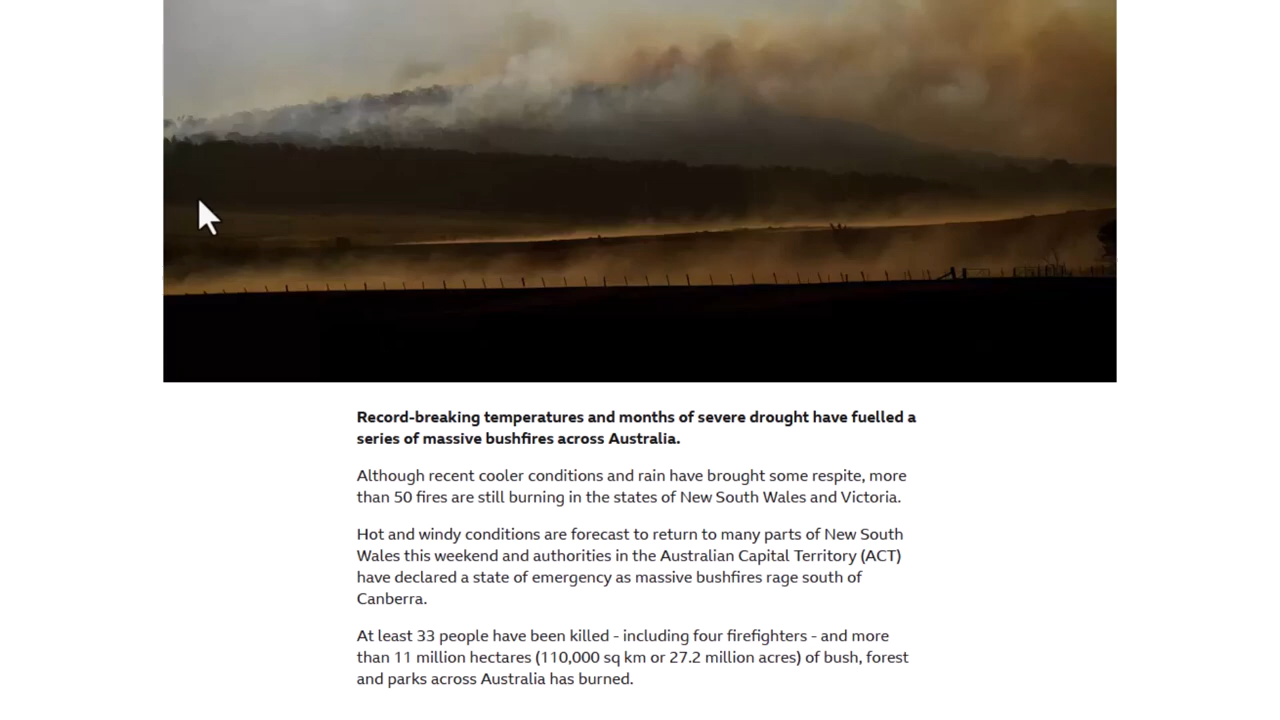 Record-breaking temperatures and months of severe drought have fuelled a
series of massive bushfires across Australia.
Although recent cooler conditions and rain have brought some respite, more
than 50 fires are still burning in the states of New South Wales and Victoria.
Hot and windy conditions are forecast to return to many parts of New South
Wales this weekend and authorities in the Australian Capital Territory (ACT)
have declared a state of emergency as massive bushfires rage south of
Canberra.
At least 33 people have been killed - including four firefighters - and more
than 11 million hectares (110,000 sq km or 27.2 million acres) of bush, forest
and parks across Australia has burned.